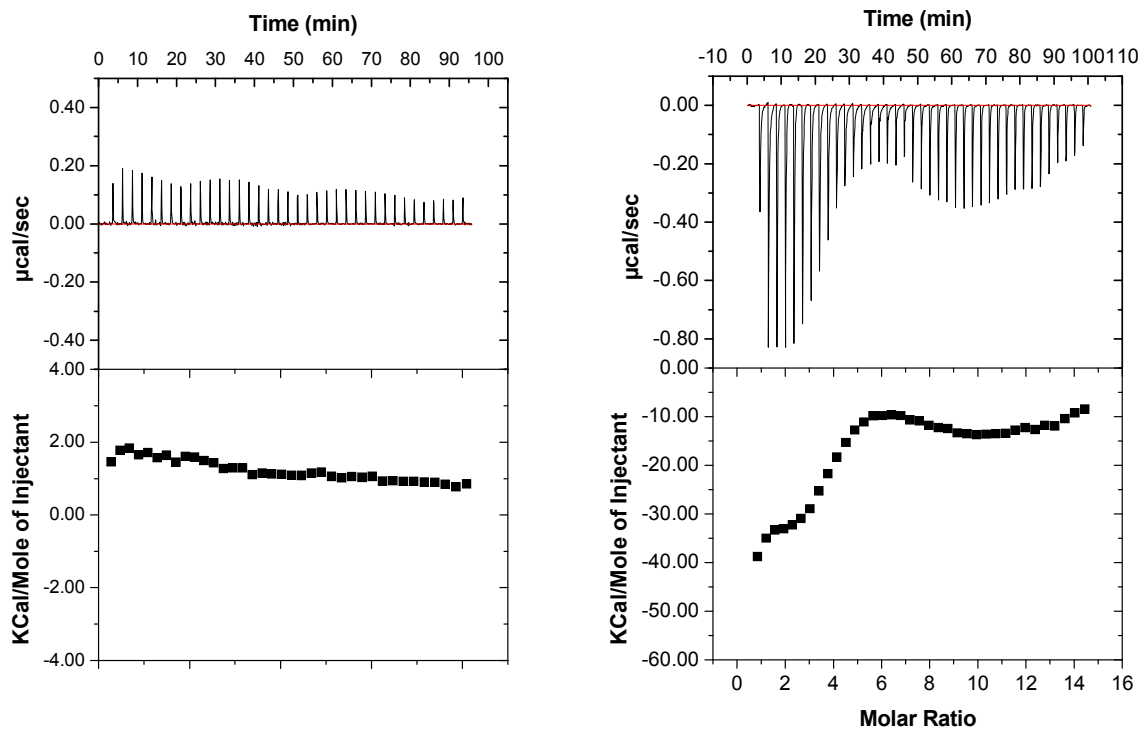 Time (min)
0 10 20 30 40 50 60 70 80 90 100
0.40
0.20
0.00
-0.20
-0.40
µcal/sec
4.00
2.00
0.00
-2.00
-4.00
KCal/Mole of Injectant
Time (min)
-10 0 10 20 30 40 50 60 70 80 90 100 110
0.00
-0.20
-0.40
-0.60
-0.80
µcal/sec
0.00
-10.00
-20.00
-30.00
-40.00
-50.00
-60.00
KCal/Mole of Injectant
0 2 4 6 8 10 12 14 16
Molar Ratio